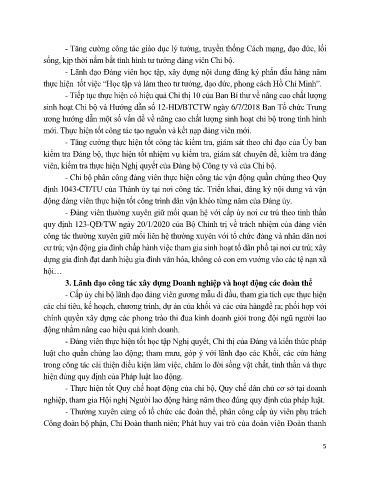 - Tăng cường công tác giáo dục lý tưởng, truyền thống Cách mạng, đạo đức, lối
sống, kịp thời nắm bắt tình hình tư tưởng đảng viên Chi bộ.
- Lãnh đạo Đảng viên học tập, xây dựng nội dung đăng ký phấn đấu hàng năm
thực hiện tốt việc “Học tập và làm theo tư tưởng, đạo đức, phong cách Hồ Chí Minh”.
- Tiếp tục thực hiện có hiệu quả Chỉ thị 10 của Ban Bí thư về nâng cao chất lượng
sinh hoạt Chi bộ và Hướng dẫn số 12-HD/BTCTW ngày 6/7/2018 Ban Tổ chức Trung
ương hướng dẫn một số vấn đề về nâng cao chất lượng sinh hoạt chi bộ trong tình hình
mới. Thực hiện tốt công tác tạo nguồn và kết nạp đảng viên mới.
- Tăng cường thực hiện tốt công tác kiểm tra, giám sát theo chỉ đạo của Ủy ban
kiểm tra Đảng bộ, thực hiện tốt nhiệm vụ kiểm tra, giám sát chuyên đề, kiểm tra đảng
viên, kiểm tra thực hiện Nghị quyết của Đảng bộ Công ty và của Chi bộ.
- Chi bộ phân công đảng viên thực hiện công tác vận động quần chúng theo Quy
định 1043-CT/TU của Thành ủy tại nơi công tác. Triển khai, đăng ký nội dung và vận
động đảng viên thực hiện tốt công trình dân vận khéo từng năm của Đảng ủy.
- Đảng viên thường xuyên giữ mối quan hệ với cấp ủy nơi cư trú theo tinh thần
quy định 123-QĐ/TW ngày 20/1/2020 của Bộ Chính trị về trách nhiệm của đảng viên
công tác thường xuyên giữ mối liên hệ thường xuyên với tổ chức đảng và nhân dân nơi
cư trú; vận động gia đình chấp hành việc tham gia sinh hoạt tổ dân phố tại nơi cư trú; xây
dựng gia đình đạt danh hiệu gia đình văn hóa, không có con em vướng vào các tệ nạn xã
hội…
3. Lãnh đạo công tác xây dựng Doanh nghiệp và hoạt động các đoàn thể
- Cấp ủy chi bộ lãnh đạo đảng viên gương mẫu đi đầu, tham gia tích cực thực hiện
các chỉ tiêu, kế hoạch, chương trình, dự án của khối và các cửa hàngđề ra; phối hợp với
chính quyền xây dựng các phong trào thi đua kinh doanh giỏi trong đội ngũ người lao
động nhằm nâng cao hiệu quả kinh doanh.
- Đảng viên thực hiện tốt học tập Nghị quyết, Chỉ thị của Đảng và kiến thức pháp
luật cho quần chúng lao động; tham mưu, góp ý với lãnh đạo các Khối, các cửa hàng
trong công tác cải thiện điều kiện làm việc, chăm lo đời sống vật chất, tinh thần và thực
hiện đúng quy định của Pháp luật lao động.
- Thực hiện tốt Quy chế hoạt động của chi bộ, Quy chế dân chủ cơ sở tại doanh
nghiệp, tham gia Hội nghị Người lao động hàng năm theo đúng quy định của pháp luật.
- Thường xuyên củng cố tổ chức các đoàn thể, phân công cấp ủy viên phụ trách
Công đoàn bộ phận, Chi Đoàn thanh niên; Phát huy vai trò của đoàn viên Đoàn thanh
5